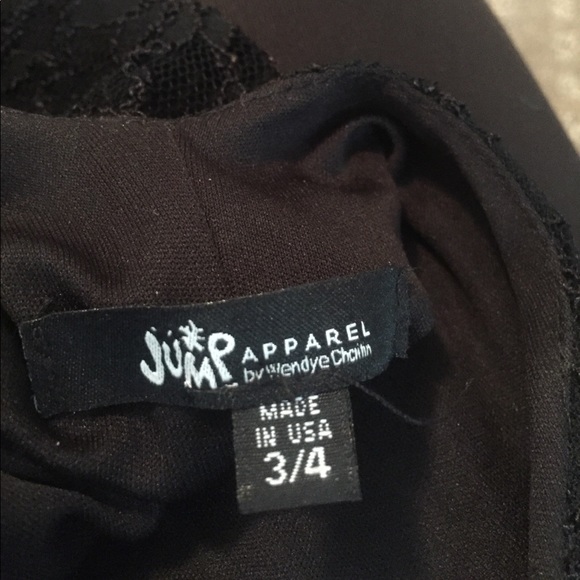 JUMP APPAREL
by Wendye Chaitin
MADE
IN USA
3/4